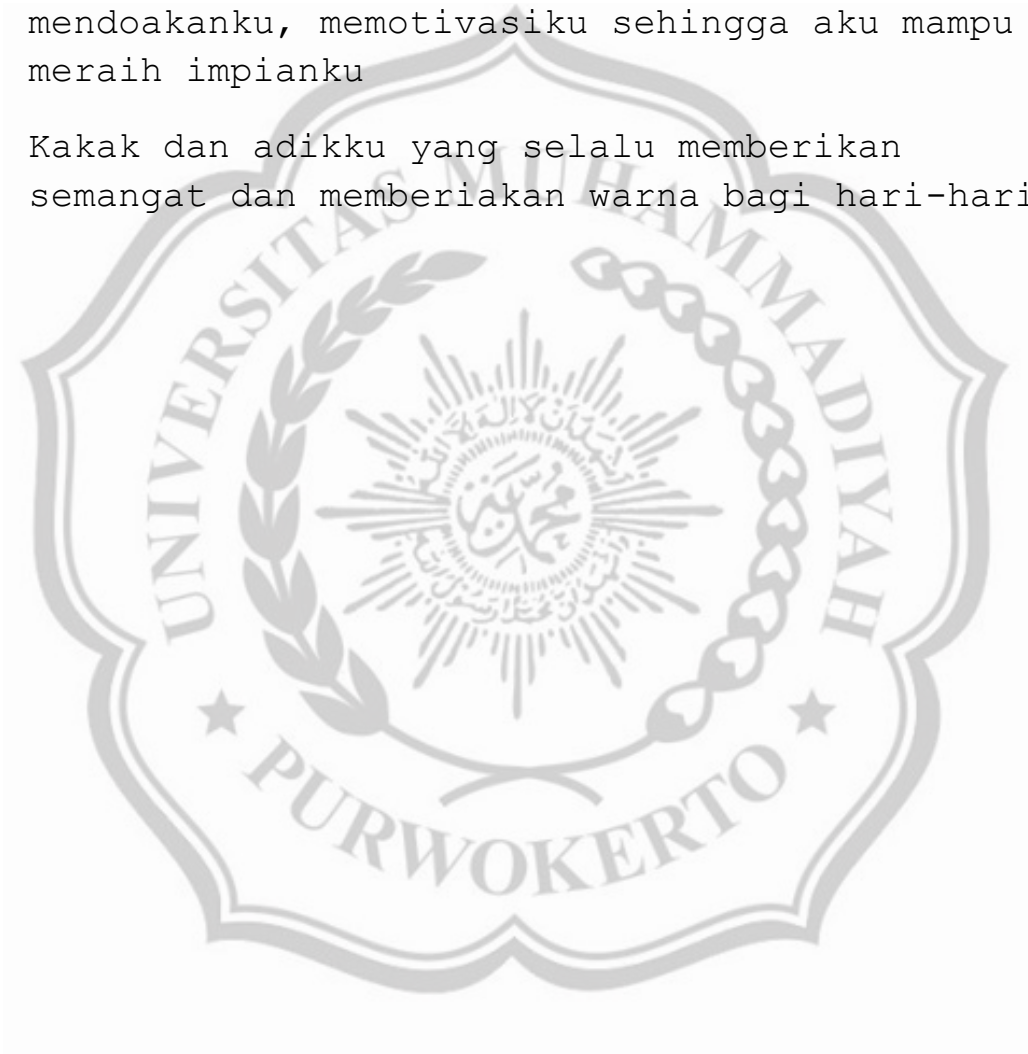 mendoakanku, memotivasiku sehingga aku mampu
meraih impianku
Kakak dan adikku yang selalu memberikan
semangat dan memberiakan warna bagi hari-hari
UNIVERSITAS MUHAMMADIYAH
PURWOKERTO